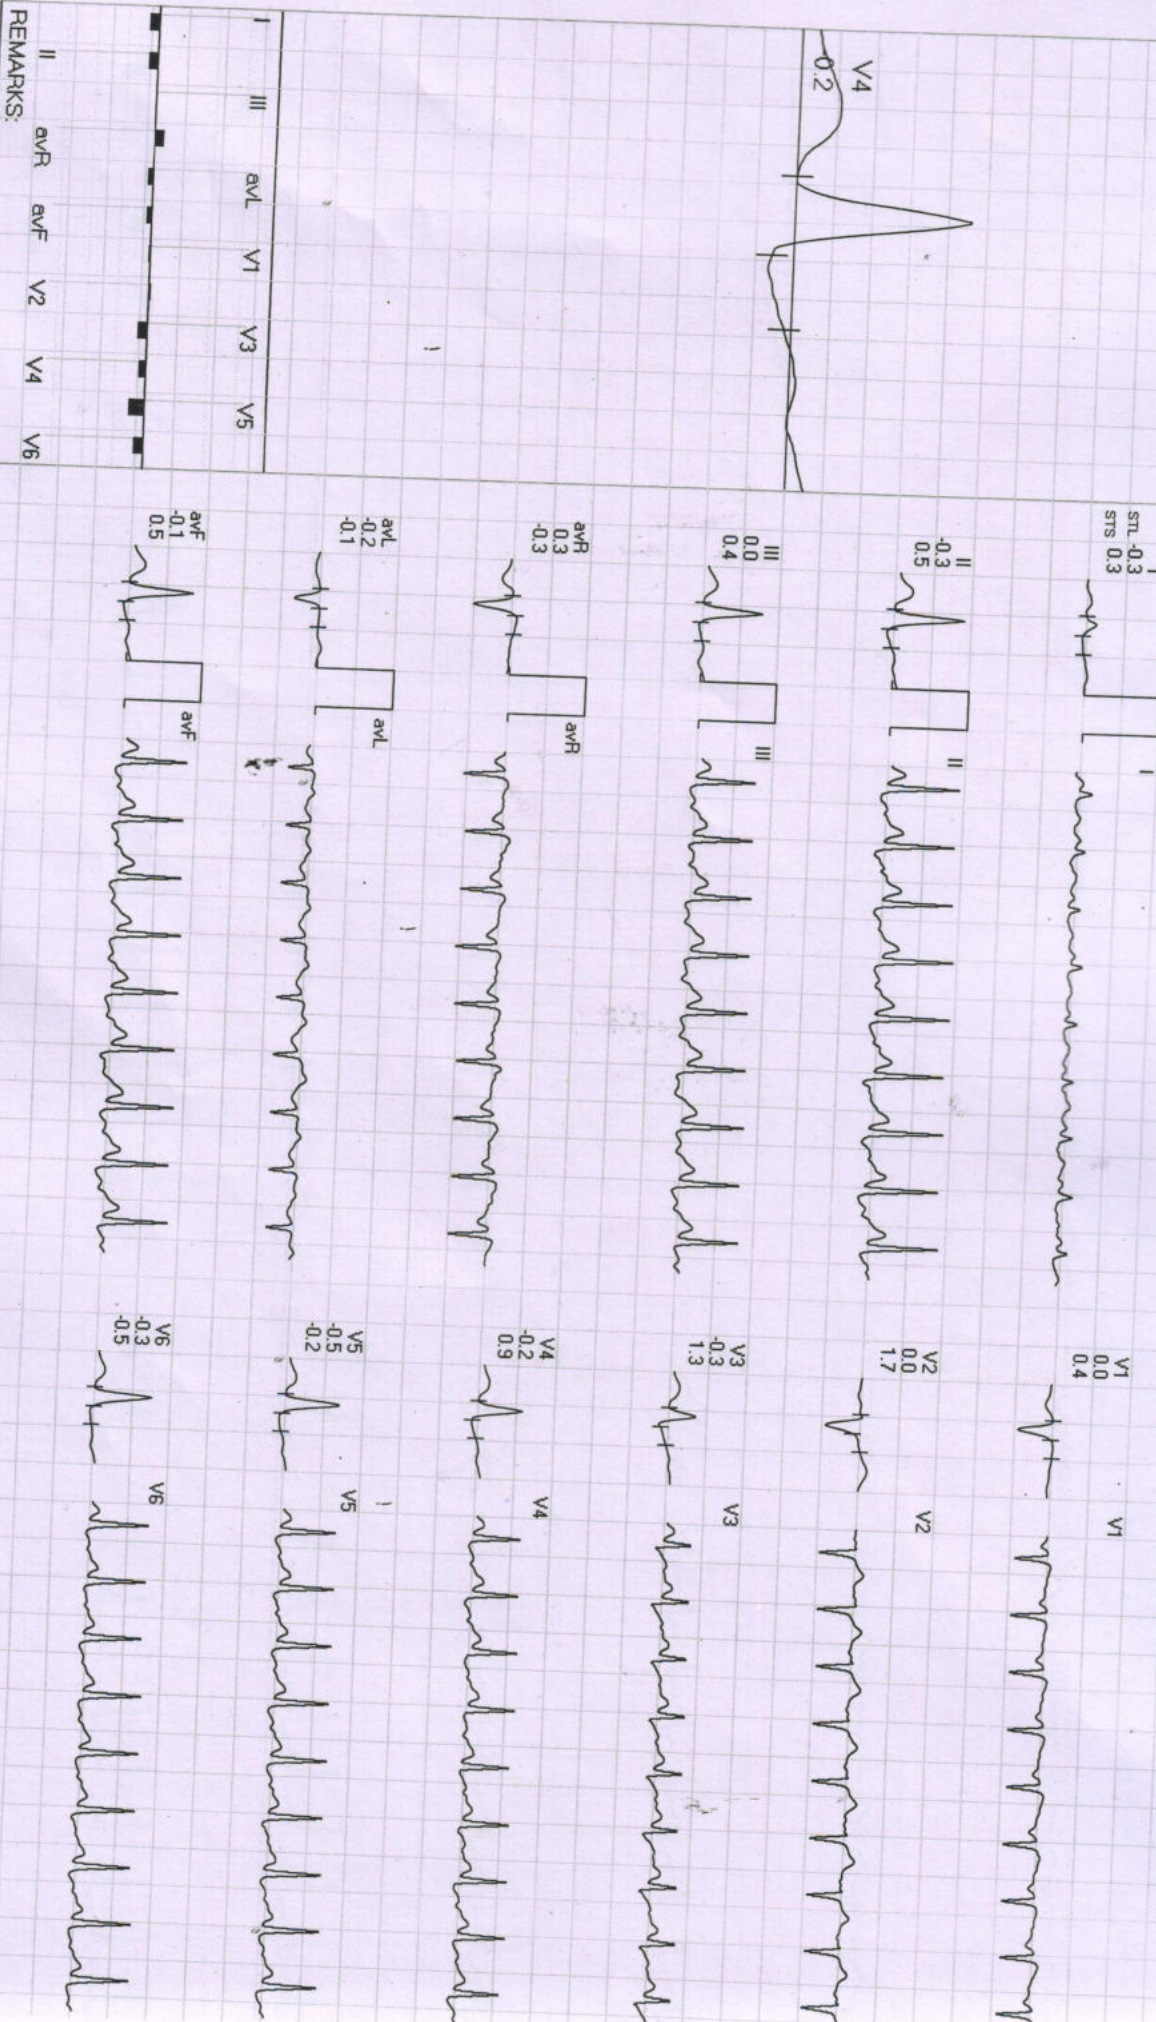 V4
-0.2
I III avL V1 V3 V5
II avR avF V2 V4 V6
REMARKS:
STL -0.3
STS 0.3
I
II
-0.3
0.5
II
III
0.0
0.4
III
avR
0.3
-0.3
avR
avL
-0.2
-0.1
avL
avF
-0.1
0.5
avF
V1
0.0
0.4
V1
V2
0.0
1.7
V2
V3
-0.3
1.3
V3
V4
-0.2
0.9
V4
V5
-0.5
-0.2
V5
V6
-0.3
-0.5
V6